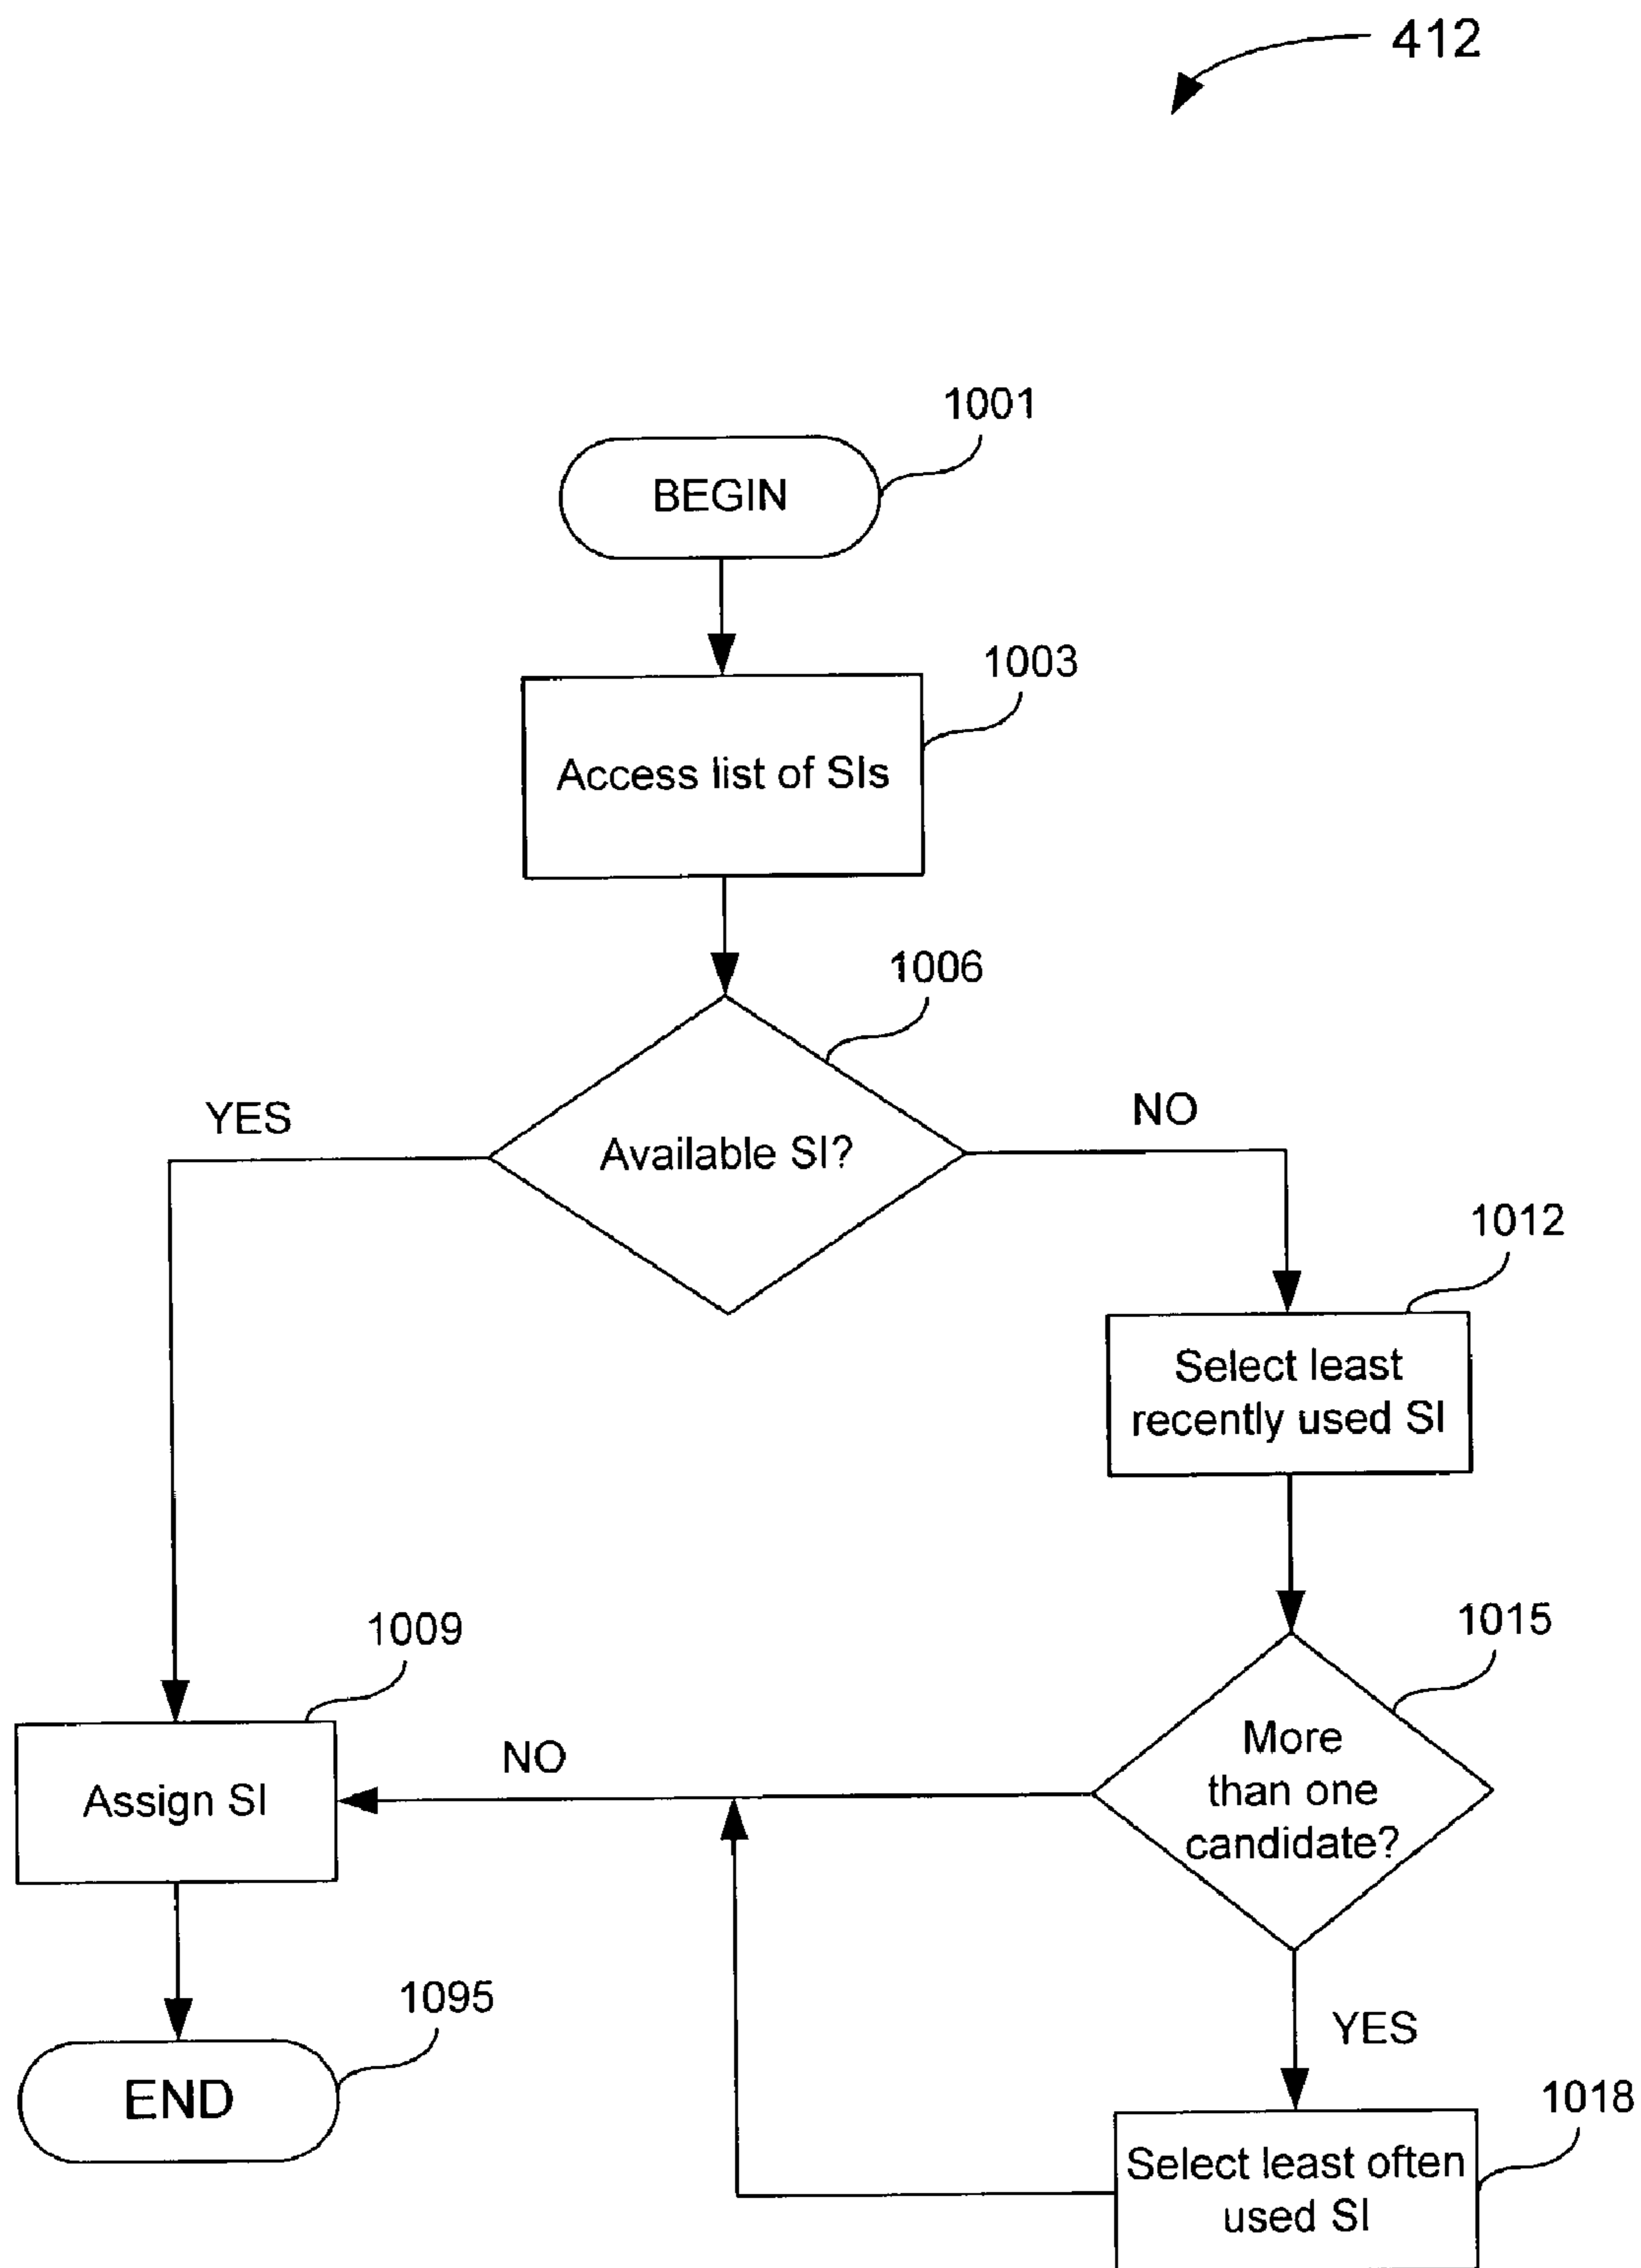 412
1001
BEGIN
1003
Access list of SIs
1006
YES
NO
Available SI?
1012
Select least
recently used SI
1009
1015
NO
More
than one
candidate?
Assign SI
1095
YES
END
1018
Select least often
used SI